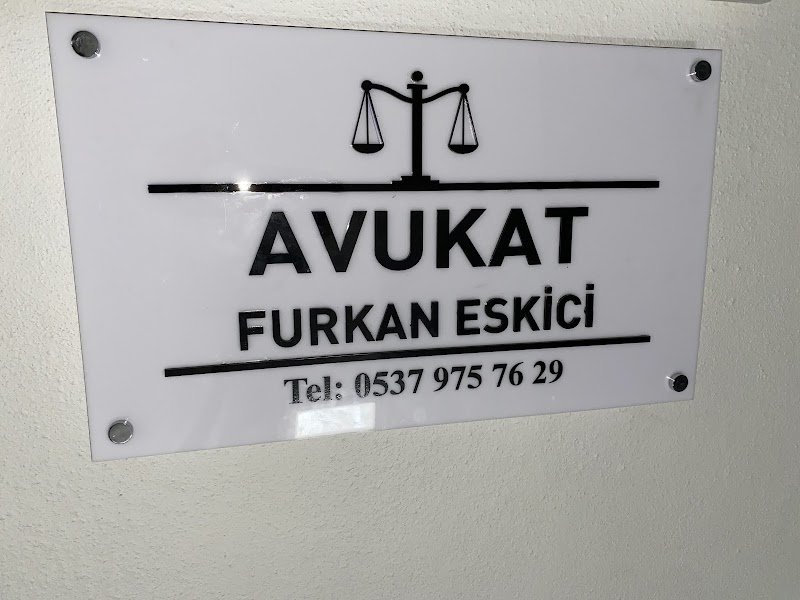 AVUKAT
FURKAN ESKİCİ
Tel: 0537 975 76 29